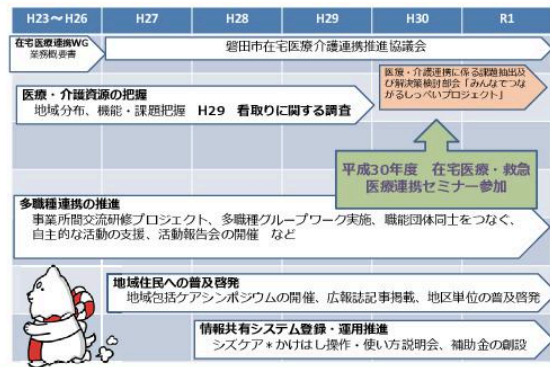 H23～H26 H27 H28 H29 H30 R1
在宅医療連携WG
業務概要書
磐田市在宅医療介護連携推進協議会
医療・介護連携に係る課題抽出及
び解決策検討部会「みんなでつな
がるしっぺいプロジェクト」
医療・介護資源の把握
地域分布、機能・課題把握 H29 看取りに関する調査
平成30年度 在宅医療・救急
医療連携セミナー参加
多職種連携の推進
事業所間交流研修プロジェクト、多職種グループワーク実施、職能団体同士をつなぐ、
自主的な活動の支援、活動報告会の開催 など
地域住民への普及啓発
地域包括ケアシンポジウムの開催、広報誌記事掲載、地区単位の普及啓発
情報共有システム登録・運用推進
シズケア＊かけはし操作・使い方説明会、補助金の創設